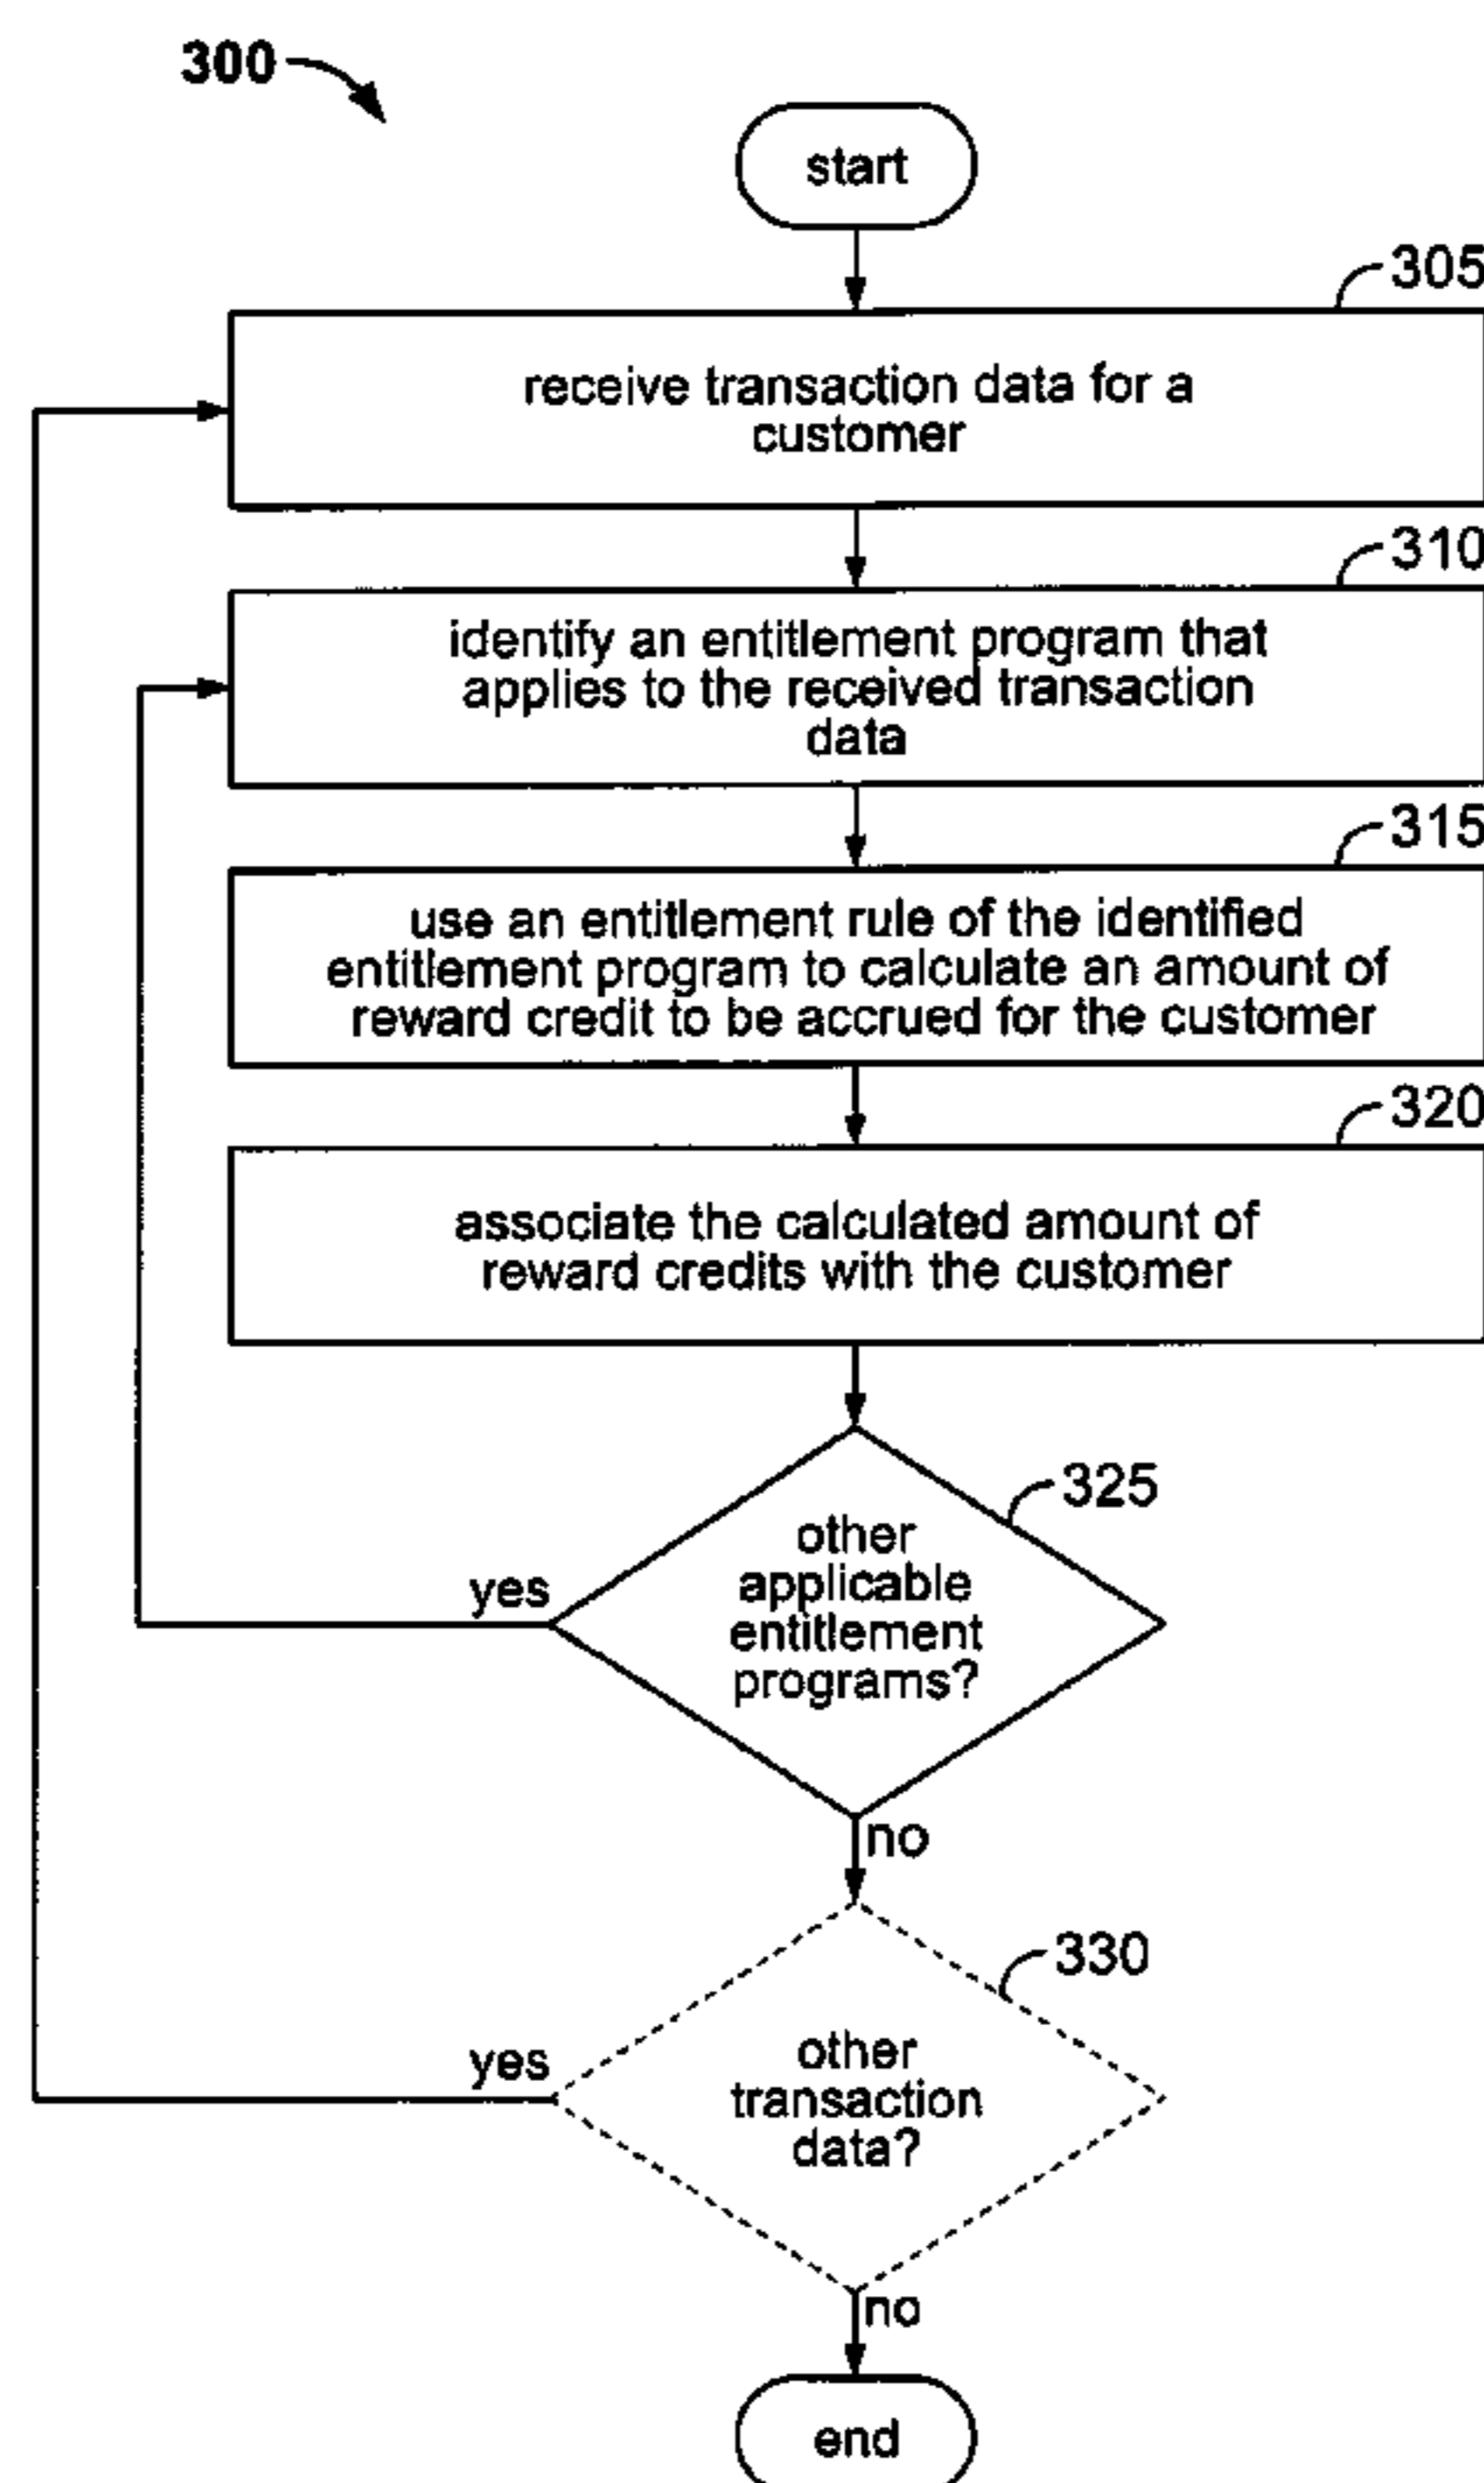 300
start
305
receive transaction data for a
customer
310
identify an entitlement program that
applies to the received transaction
data
315
use an entitlement rule of the identified
entitlement program to calculate an amount of
reward credit to be accrued for the customer
320
associate the calculated amount of
reward credits with the customer
325
other
applicable
entitlement
programs?
yes
no
330
other
transaction
data?
yes
no
end